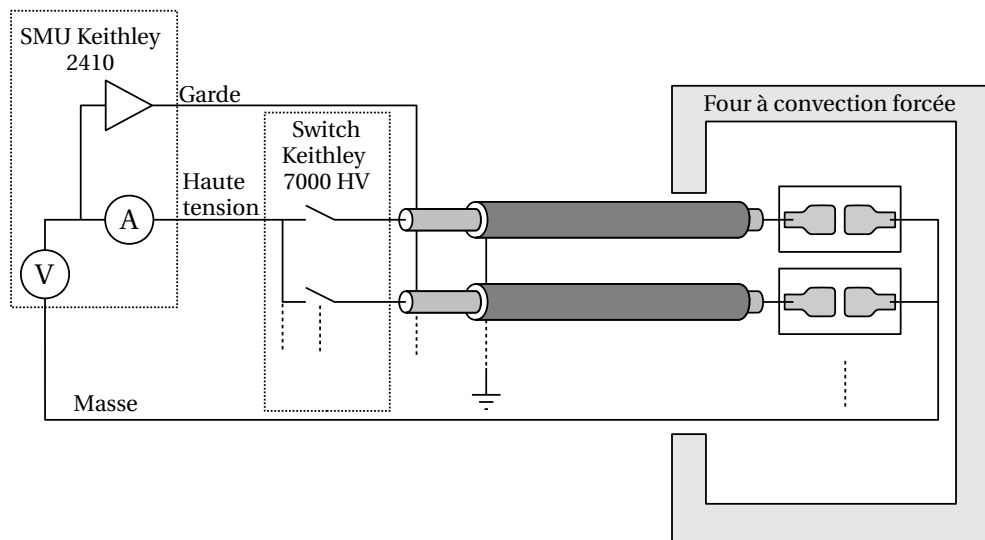 SMU Keithley
2410
Garde
Four à convection forcée
Switch
Keithley
7000 HV
Haute
tension
A
V
Masse